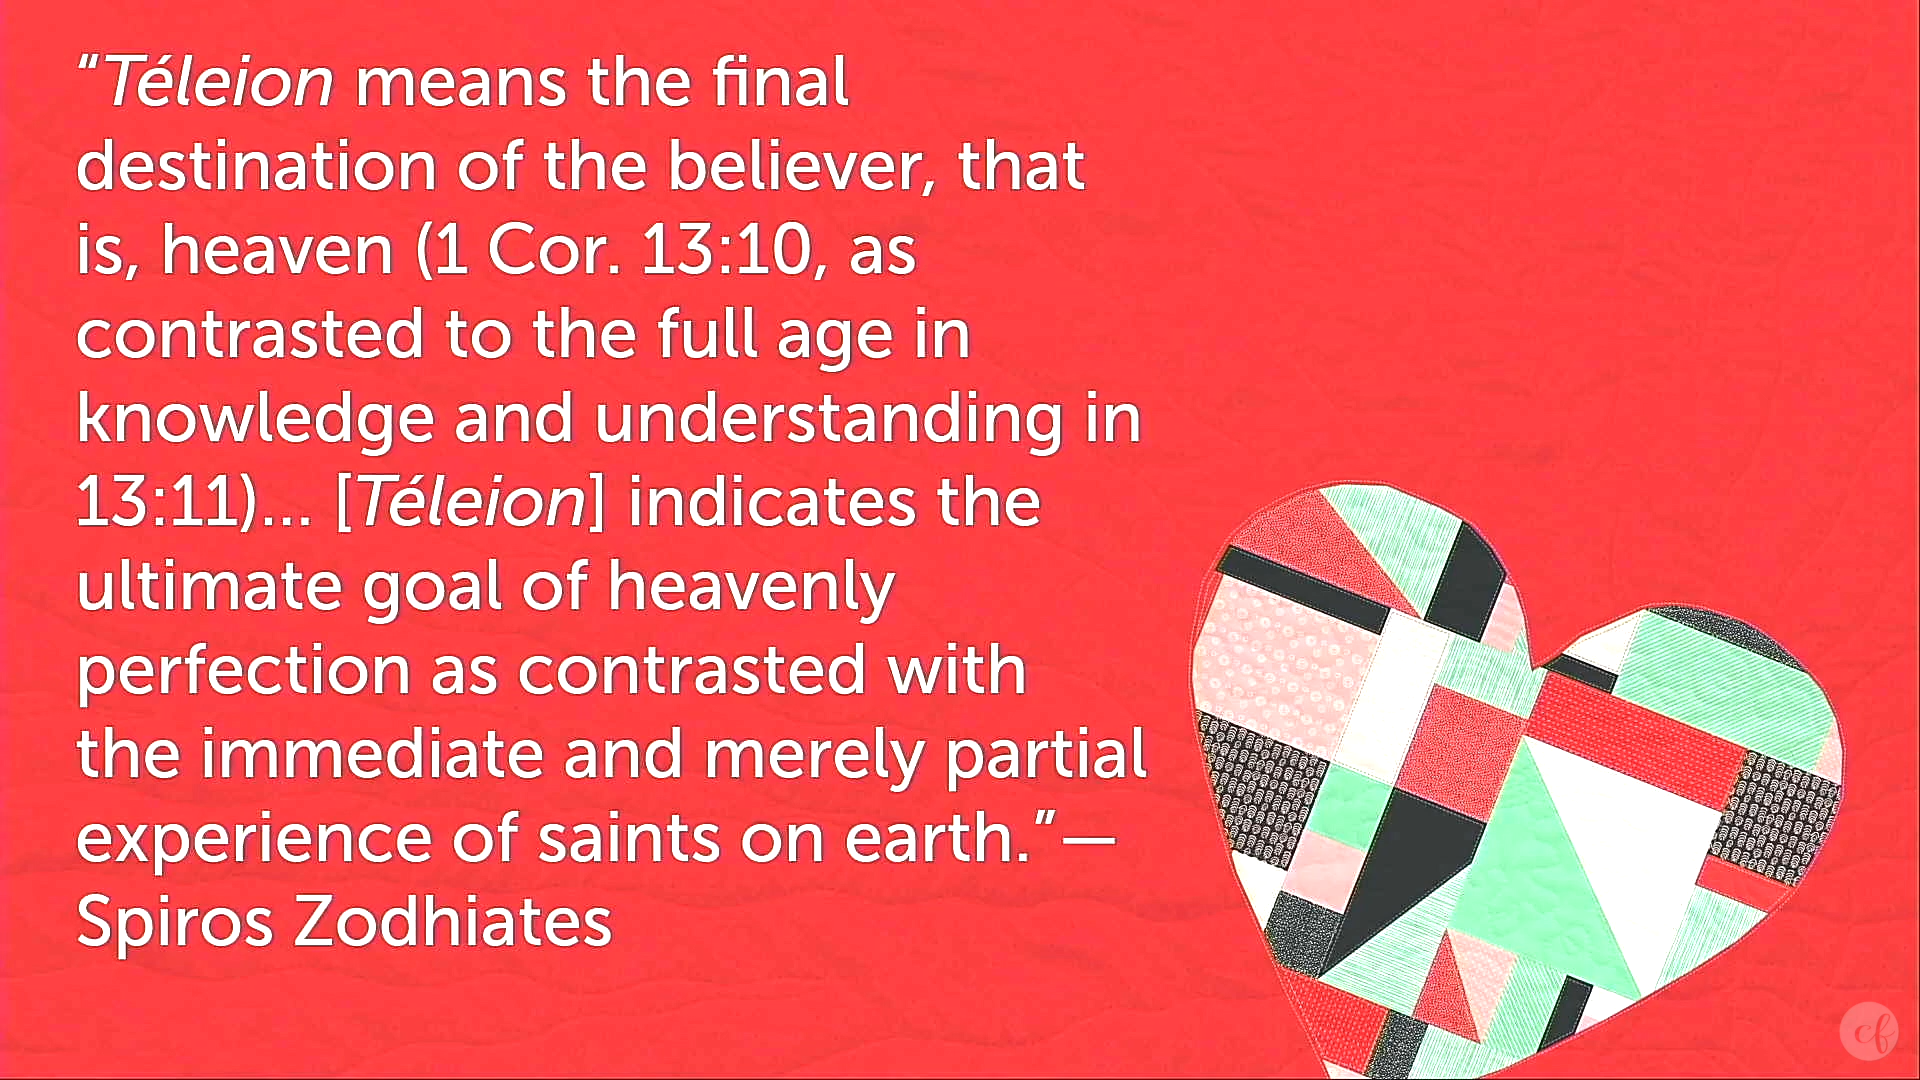 “Téleion means the final
destination of the believer, that
is, heaven (1 Cor. 13:10, as
contrasted to the full age in
knowledge and understanding in
13:11)… [Téleion] indicates the
ultimate goal of heavenly
perfection as contrasted with
the immediate and merely partial
experience of saints on earth.”—
Spiros Zodhiates
cf